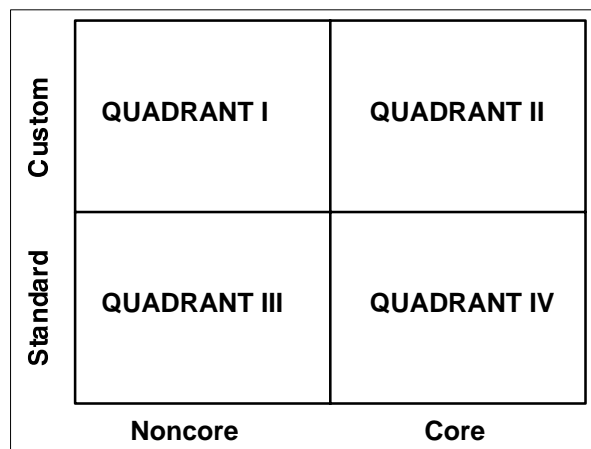 Custom
QUADRANT I
QUADRANT II
Standard
QUADRANT III
QUADRANT IV
Noncore
Core